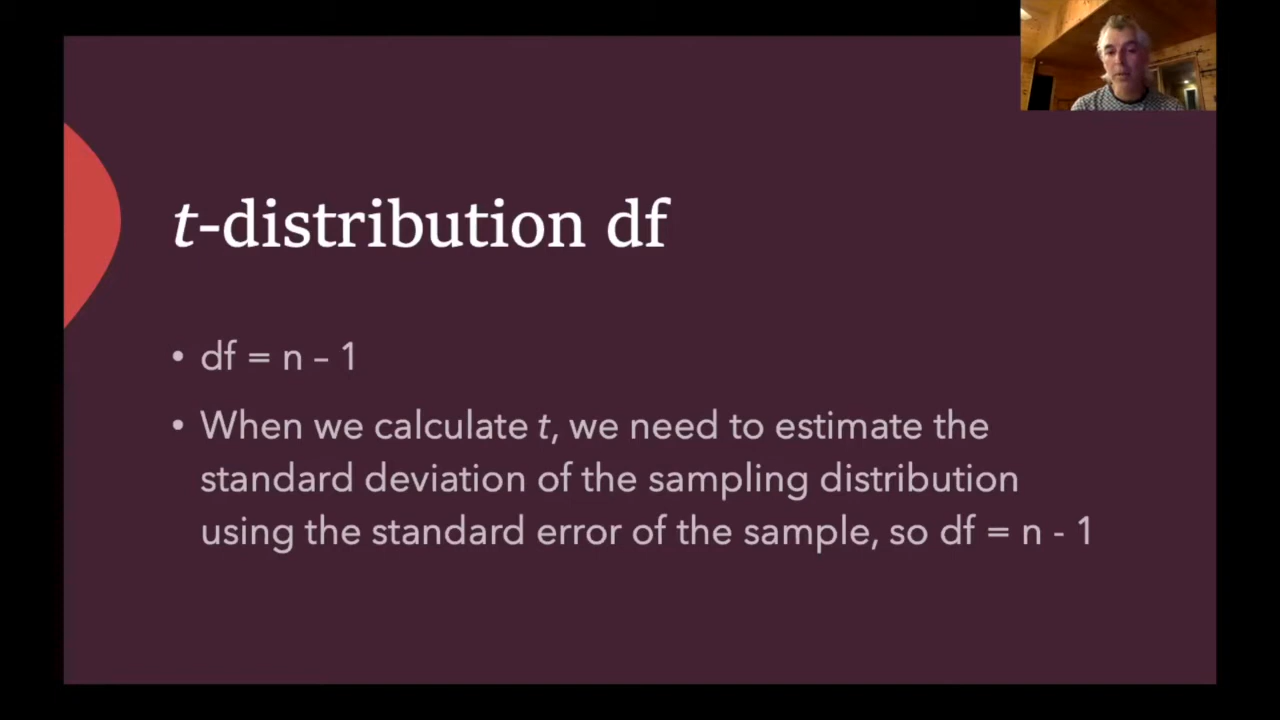 t-distribution df
• df = n – 1
• When we calculate t, we need to estimate the
standard deviation of the sampling distribution
using the standard error of the sample, so df = n - 1